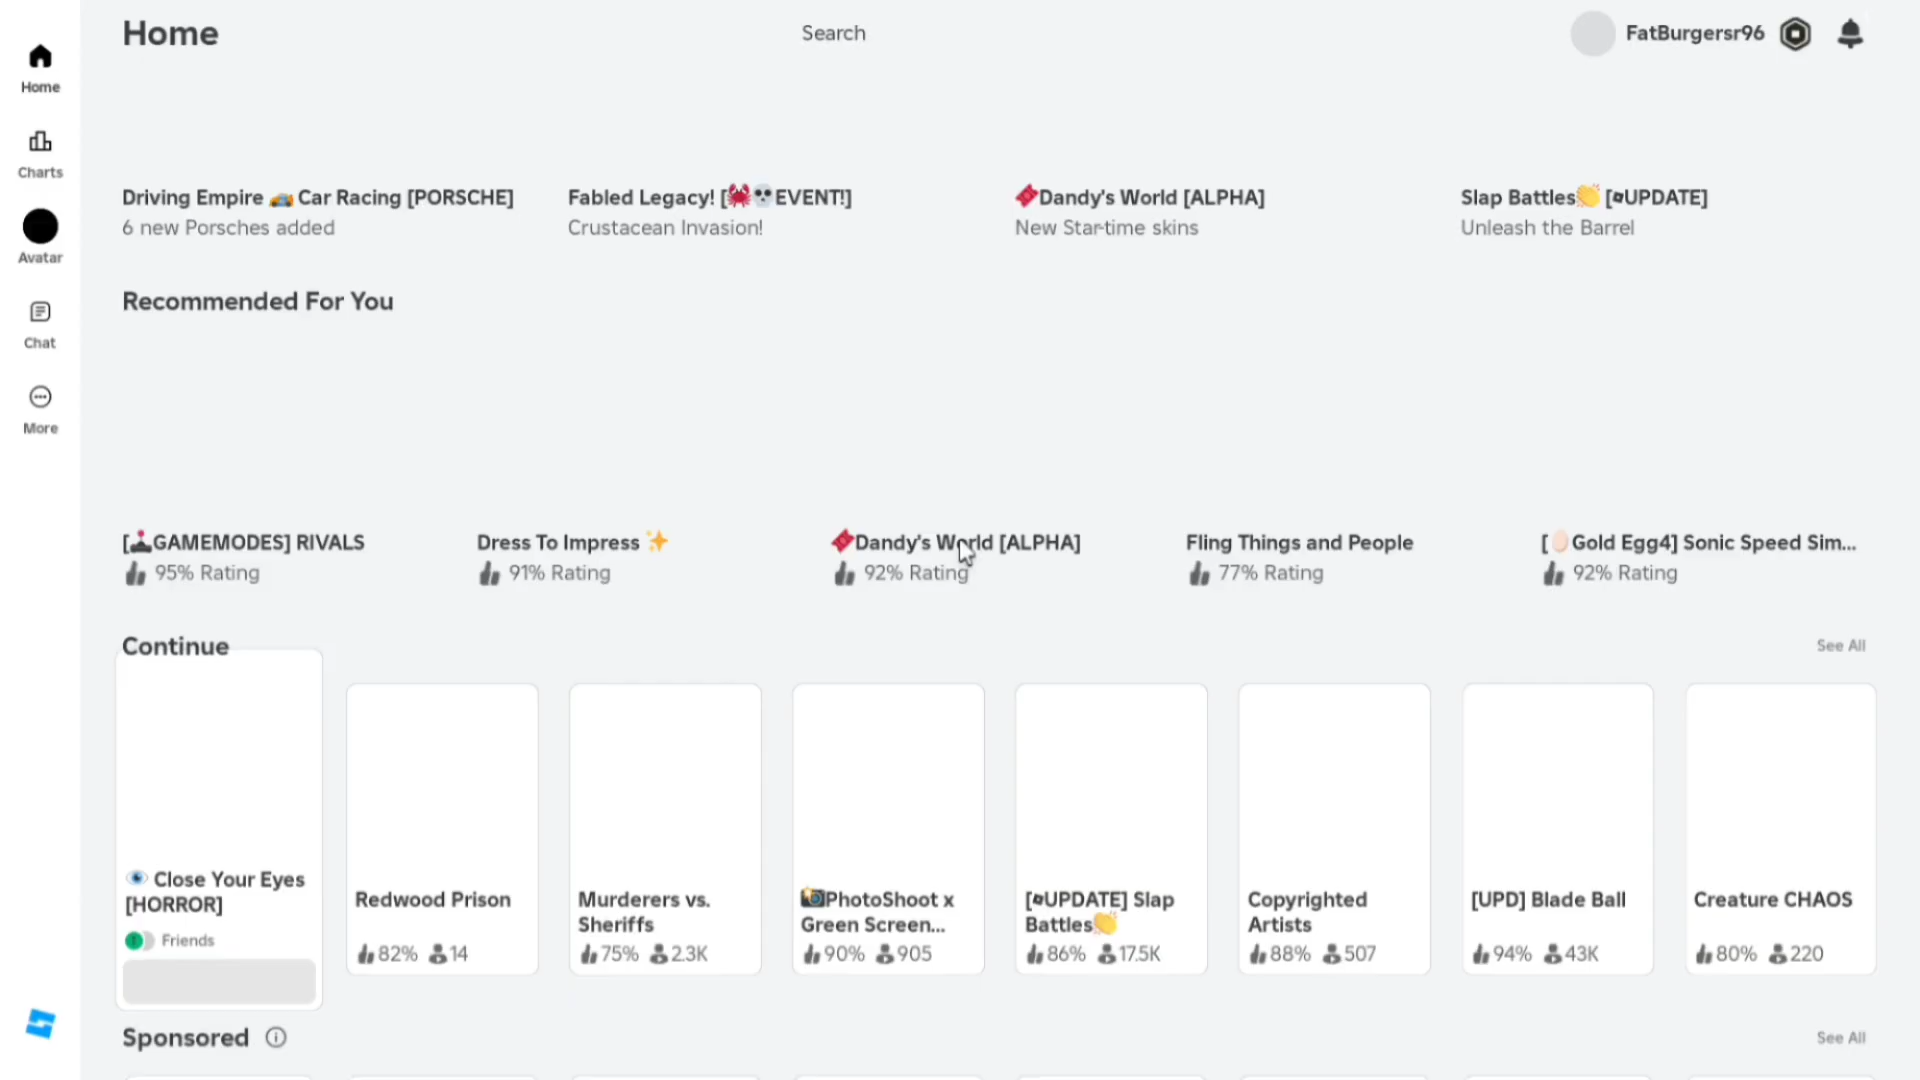 Home
Search
FatBurgersr96
Home
Charts
Avatar
Chat
More
Driving Empire 🚕 Car Racing [PORSCHE]
6 new Porsches added
Fabled Legacy! [🦀💀EVENT!]
Crustacean Invasion!
Dandy's World [ALPHA]
New Star-time skins
Slap Battles👏 [UPDATE]
Unleash the Barrel
Recommended For You
[🕹️GAMEMODES] RIVALS
95% Rating
Dress To Impress ✨
91% Rating
Dandy's World [ALPHA]
92% Rating
Fling Things and People
77% Rating
[🥚Gold Egg4] Sonic Speed Sim...
92% Rating
Continue
See All
👁️ Close Your Eyes
[HORROR]
Friends
Redwood Prison
82% 14
Murderers vs.
Sheriffs
75% 2.3K
📸PhotoShoot x
Green Screen...
90% 905
[UPDATE] Slap
Battles👏
86% 17.5K
Copyrighted
Artists
88% 507
[UPD] Blade Ball
94% 43K
Creature CHAOS
80% 220
Sponsored
See All